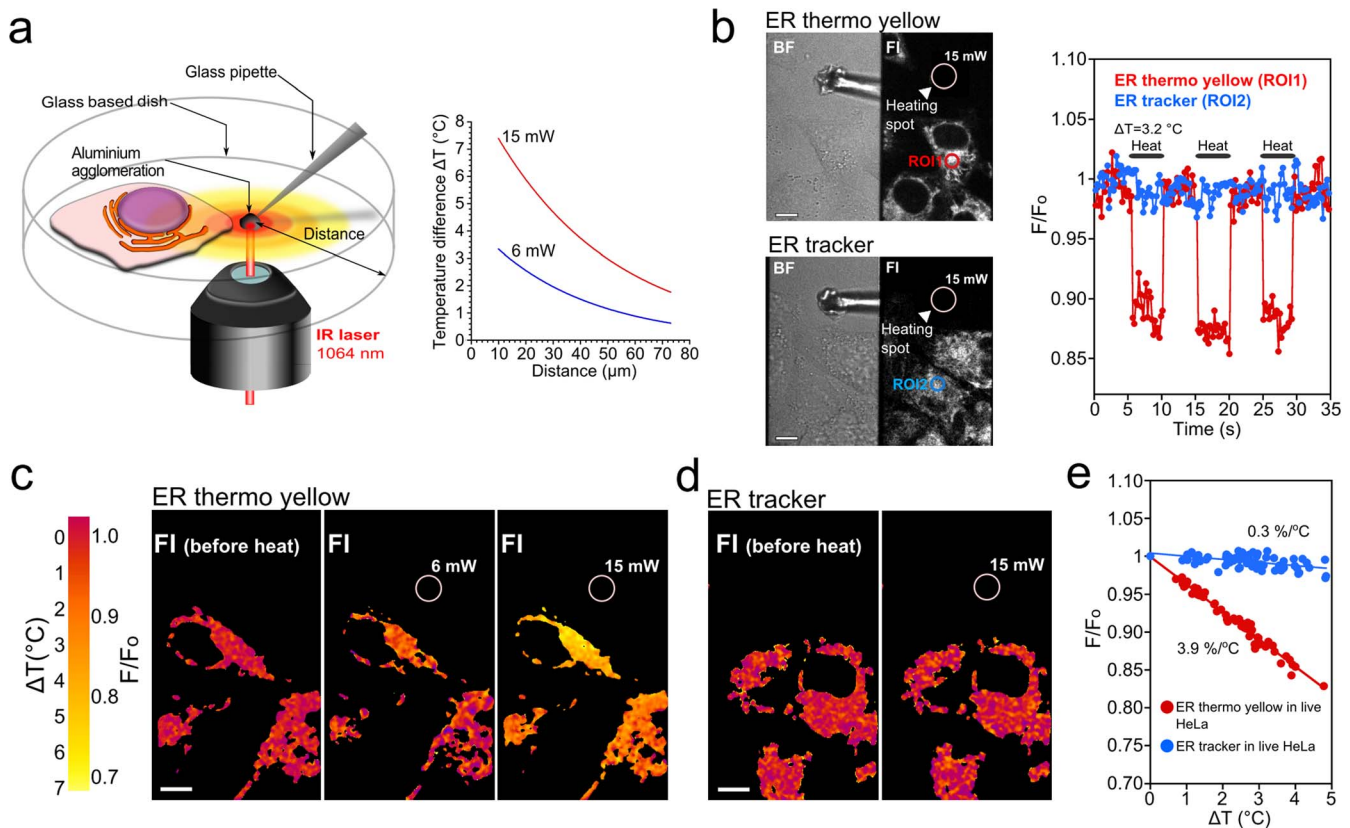 a
Glass pipette
Glass based dish
Aluminium
agglomeration
Distance
IR laser
1064 nm
Temperature difference ΔT (°C)
8
7
6
5
4
3
2
1
0
15 mW
6 mW
0 10 20 30 40 50 60 70 80
Distance (µm)
b
ER thermo yellow
BF
FI
15 mW
Heating
spot
ROI1
ER tracker
BF
FI
15 mW
Heating
spot
ROI2
1.10
1.05
1
0.95
0.90
0.85
F/Fo
ER thermo yellow (ROI1)
ER tracker (ROI2)
ΔT=3.2 °C
Heat Heat Heat
0 5 10 15 20 25 30 35
Time (s)
c
ER thermo yellow
ΔT(°C)
0
1
2
3
4
5
6
7
F/Fo
1.0
0.9
0.8
0.7
FI (before heat)
FI
6 mW
FI
15 mW
d
ER tracker
FI (before heat)
15 mW
e
1.10
1.05
1
0.95
0.90
0.85
0.80
0.75
0.70
F/Fo
0.3 %/ºC
3.9 %/°C
ER thermo yellow in live
HeLa
ER tracker in live HeLa
0 1 2 3 4 5
ΔT (°C)